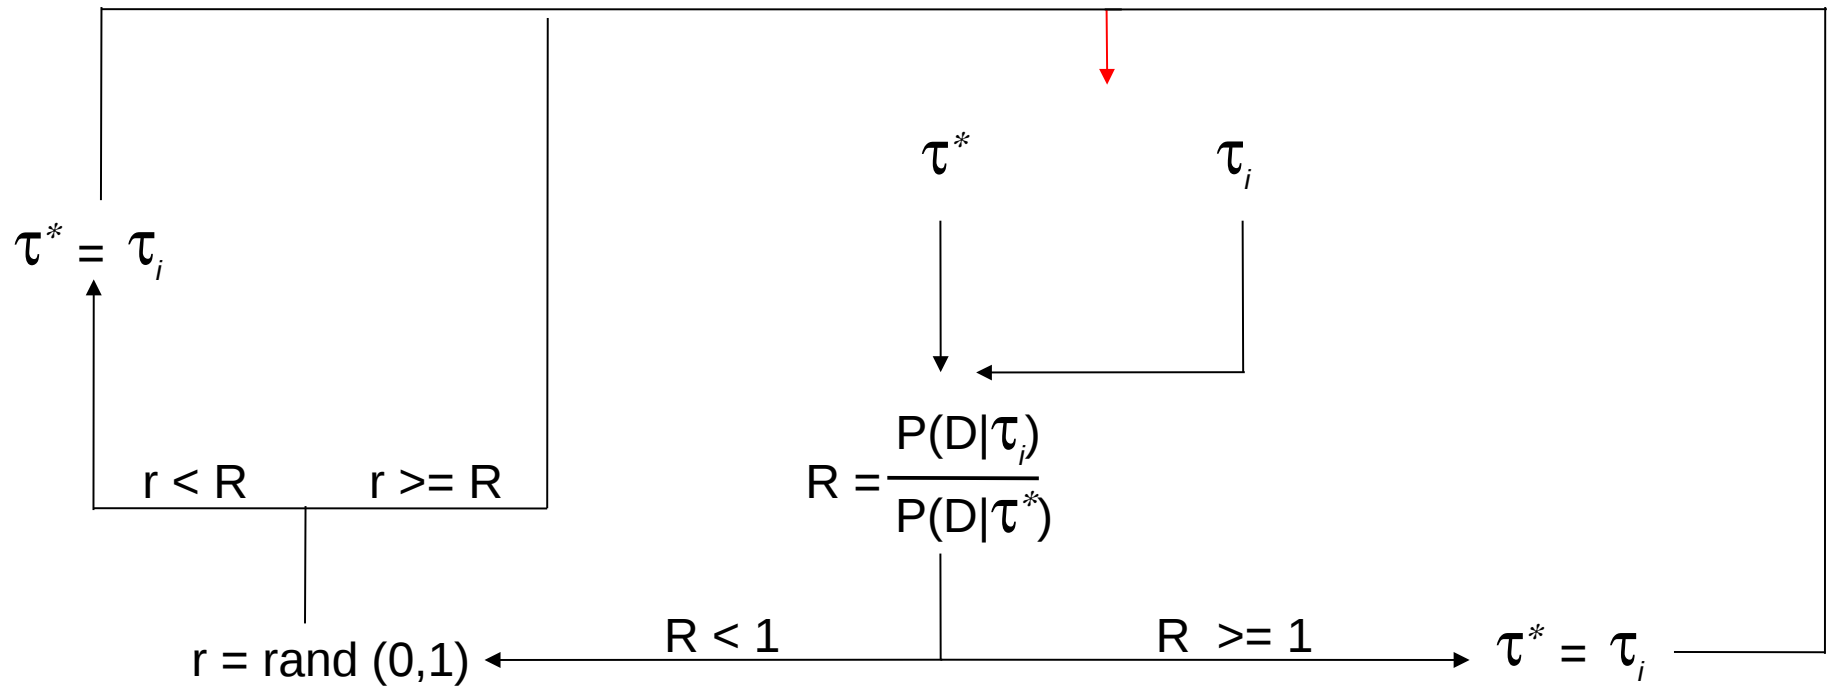 τ* τi
τ* = τi
P(D|τi)
r < R r >= R R =
P(D|τ*)
R < 1 R >= 1
r = rand (0,1) τ* = τi